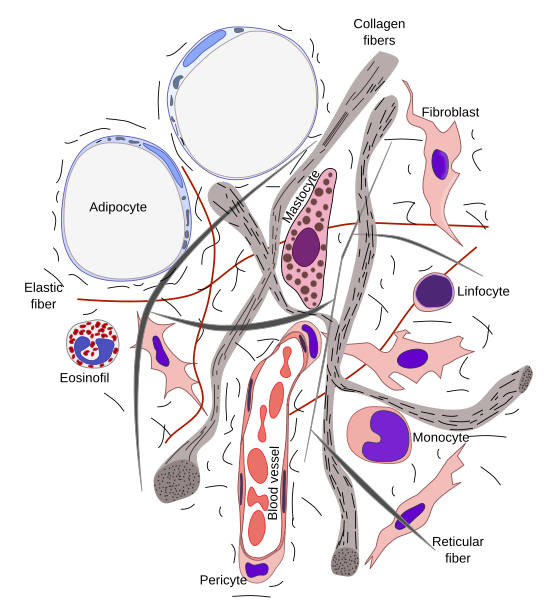 Collagen
fibers
Fibroblast
Mastocyte
Adipocyte
Elastic
fiber
Linfocyte
Eosinofil
Monocyte
Blood vessel
Reticular
fiber
Pericyte